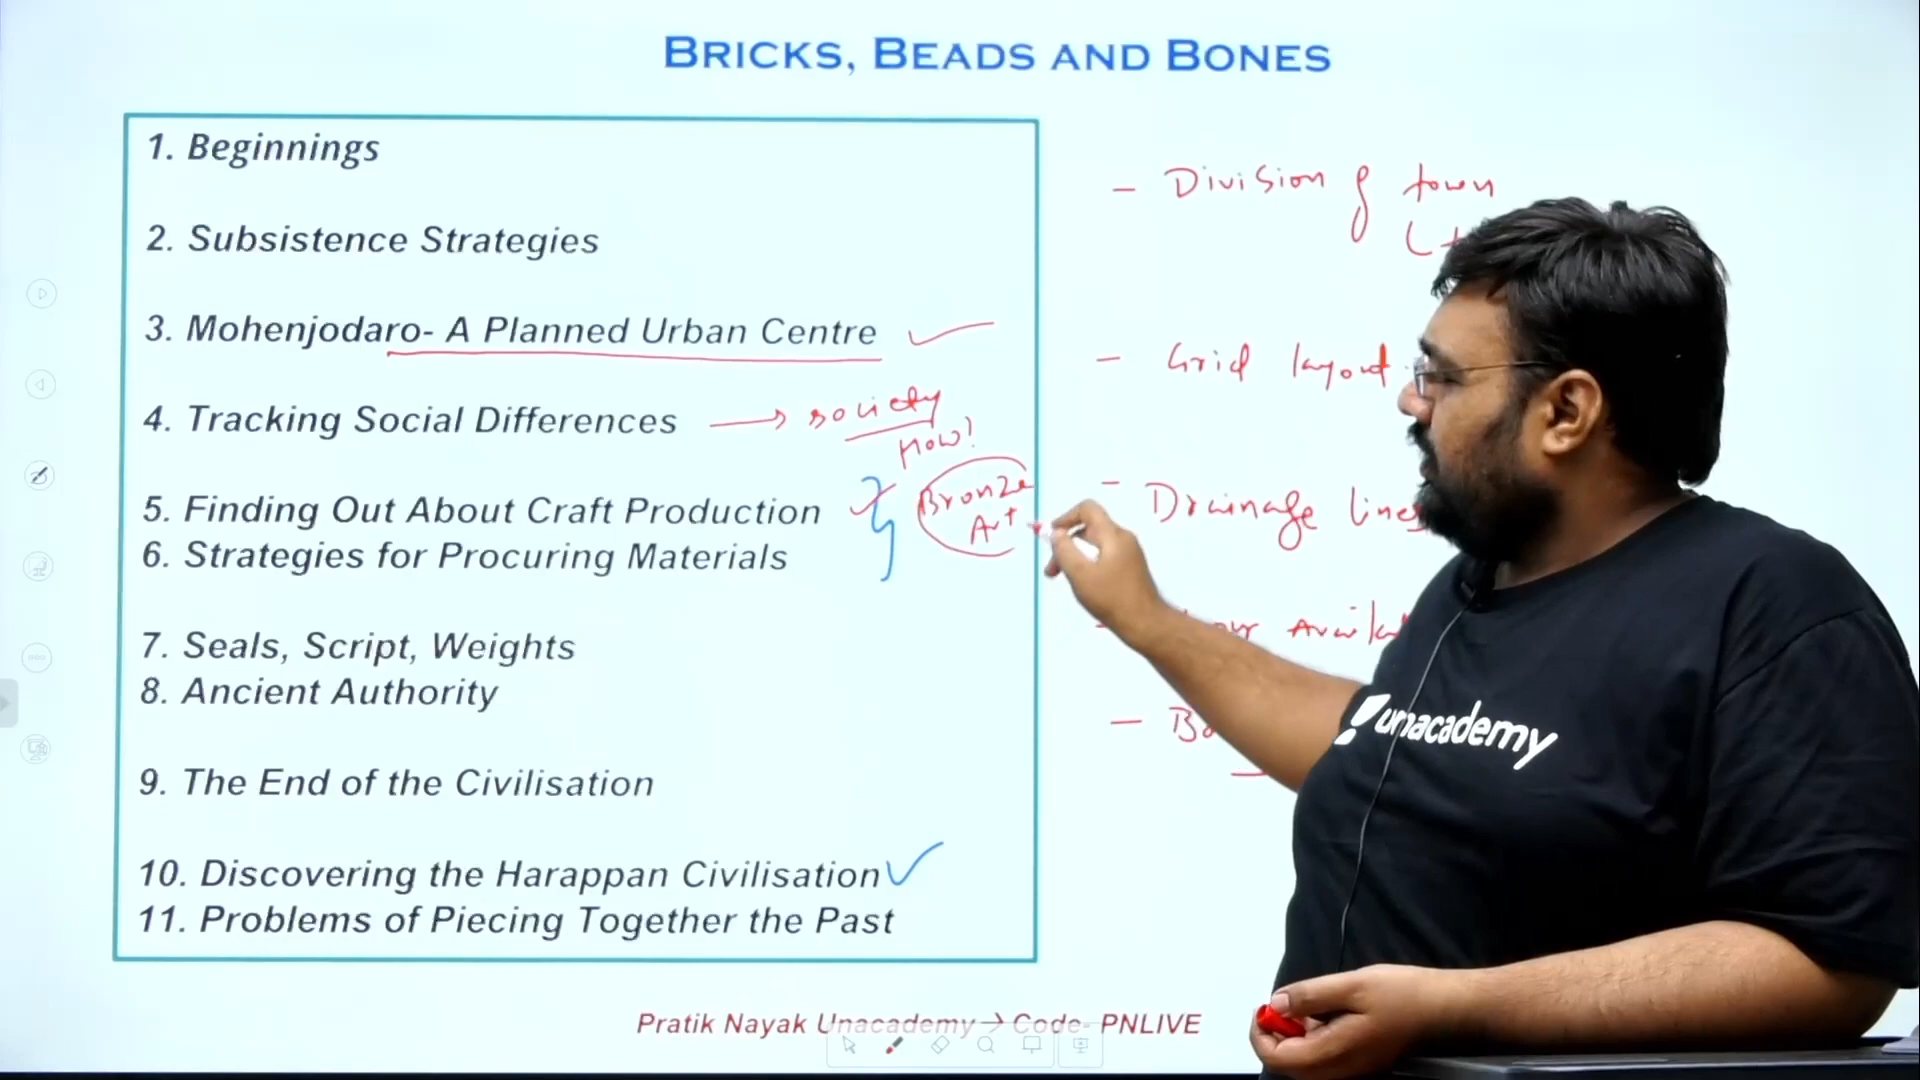 BRICKS, BEADS AND BONES
1. Beginnings
2. Subsistence Strategies
3. Mohenjodaro- A Planned Urban Centre
4. Tracking Social Differences
society
How?
5. Finding Out About Craft Production
6. Strategies for Procuring Materials
Bronze
Art
7. Seals, Script, Weights
8. Ancient Authority
9. The End of the Civilisation
10. Discovering the Harappan Civilisation
11. Problems of Piecing Together the Past
- Division of town
- Grid layout
- Drainage lines
unacademy
Pratik Nayak Unacademy → Code- PNLIVE